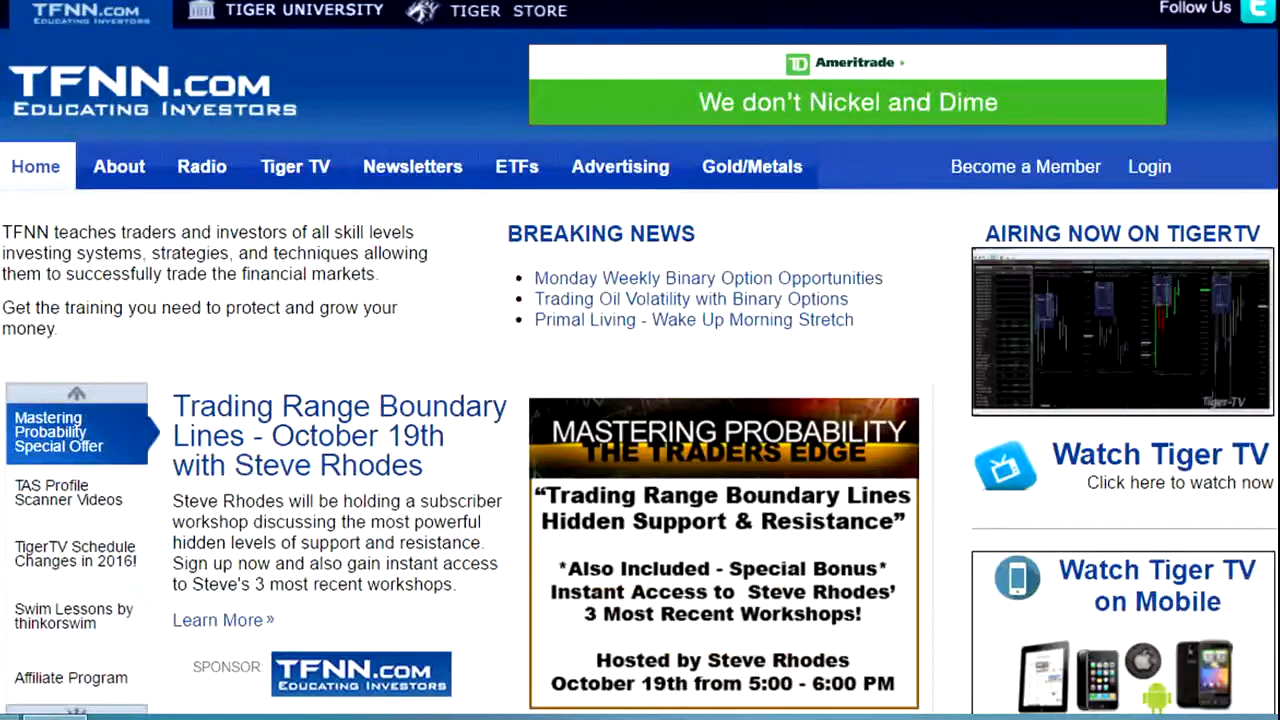 TFNN.COM
EDUCATING INVESTORS
TIGER UNIVERSITY
TIGER STORE
Follow Us
TFNN.COM
EDUCATING INVESTORS
TD Ameritrade
We don't Nickel and Dime
Home
About
Radio
Tiger TV
Newsletters
ETFs
Advertising
Gold/Metals
Become a Member
Login
TFNN teaches traders and investors of all skill levels
investing systems, strategies, and techniques allowing
them to successfully trade the financial markets.
Get the training you need to protect and grow your
money.
BREAKING NEWS
• Monday Weekly Binary Option Opportunities
• Trading Oil Volatility with Binary Options
• Primal Living - Wake Up Morning Stretch
AIRING NOW ON TIGERTV
Tiger-TV
Mastering
Probability
Special Offer
TAS Profile
Scanner Videos
TigerTV Schedule
Changes in 2016!
Swim Lessons by
thinkorswim
Affiliate Program
Trading Range Boundary
Lines - October 19th
with Steve Rhodes
Steve Rhodes will be holding a subscriber
workshop discussing the most powerful
hidden levels of support and resistance.
Sign up now and also gain instant access
to Steve's 3 most recent workshops.
Learn More »
SPONSOR:
TFNN.COM
EDUCATING INVESTORS
MASTERING PROBABILITY
THE TRADERS EDGE
“Trading Range Boundary Lines
Hidden Support & Resistance”
*Also Included - Special Bonus*
Instant Access to Steve Rhodes’
3 Most Recent Workshops!
Hosted by Steve Rhodes
October 19th from 5:00 - 6:00 PM
Watch Tiger TV
Click here to watch now
Watch Tiger TV
on Mobile